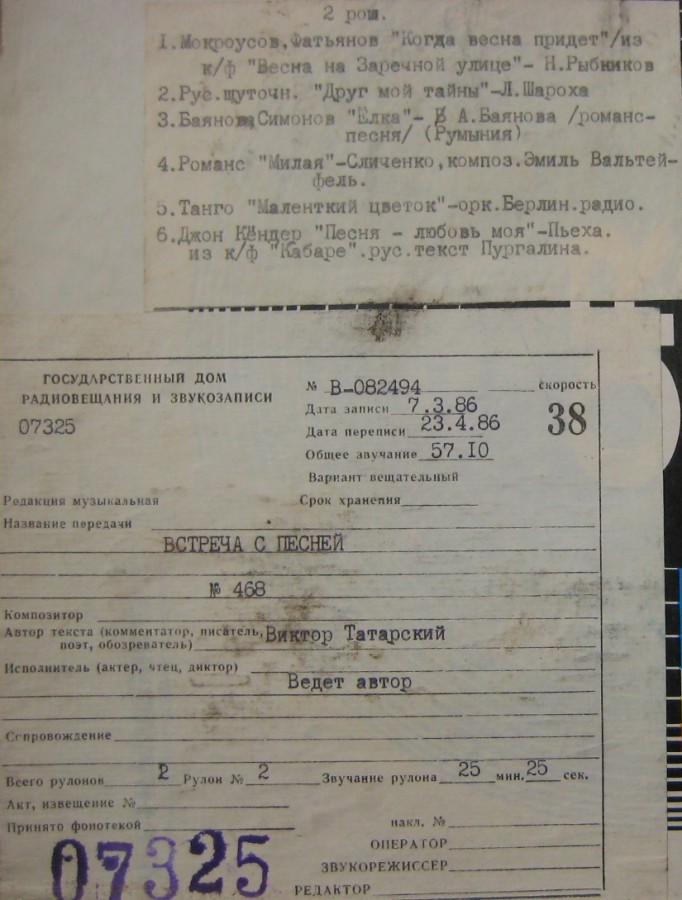 2 рош.
1.Мокроусов,Фатьянов "Когда весна придет"/из
к/ф "Весна на Заречной улице"- Н.Рыбников
2.Рус.шуточн. "Друг мой тайны"-Л.Шароха
3.Баянова,Симонов "Ёлка"- А.Баянова /романс-
песня/ (Румыния)
4.Романс "Милая"-Сличенко,композ.Эмиль Вальтей-
фель.
5.Танго "Маленткий цветок"-орк.Берлин.радио.
6.Джон Кёндер "Песня - любовь моя"-Пьеха.
из к/ф "Кабаре".рус.текст Пургалина.
ГОСУДАРСТВЕННЫЙ ДОМ
РАДИОВЕЩАНИЯ И ЗВУКОЗАПИСИ
07325
№ В-082494
скорость
38
Дата записи 7.3.86
Дата переписи 23.4.86
Общее звучание 57.10
Вариант вещательный
Редакция музыкальная
Срок хранения
Название передачи
ВСТРЕЧА С ПЕСНЕЙ
№ 468
Композитор
Автор текста (комментатор, писатель, Виктор Татарский
поэт, обозреватель)
Исполнитель (актер, чтец, диктор)
Ведет автор
Сопровождение
Всего рулонов 2 Рулон № 2 Звучание рулона 25 мин. 25 сек.
Акт, извещение №
Принято фонотекой
накл. №
07325
ОПЕРАТОР
ЗВУКОРЕЖИССЕР
РЕДАКТОР